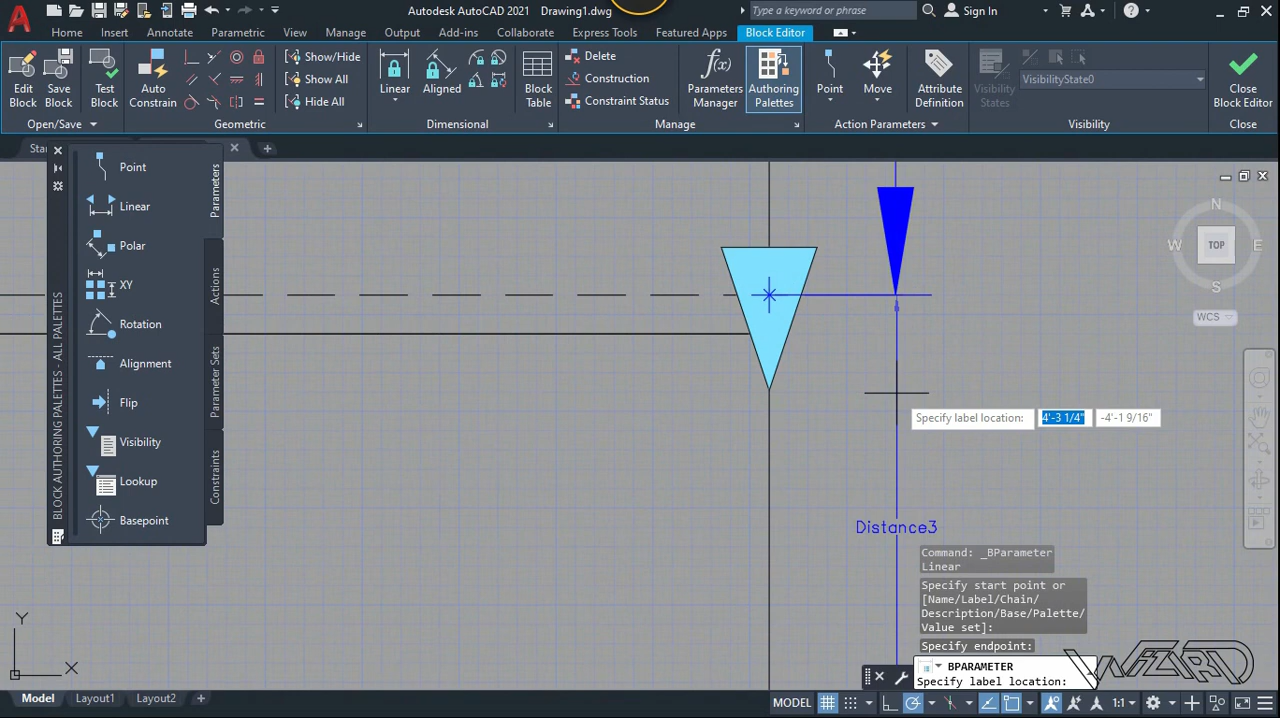 Autodesk AutoCAD 2021 Drawing1.dwg
Type a keyword or phrase
Sign In
Home Insert Annotate Parametric View Manage Output Add-ins Collaborate Express Tools Featured Apps Block Editor
Edit Block
Save Block
Test Block
Open/Save
Auto Constrain
Show/Hide
Show All
Hide All
Geometric
Linear
Aligned
Dimensional
Block Table
Delete
Construction
Constraint Status
Manage
Parameters Manager
Authoring Palettes
Point
Move
Action Parameters
Attribute Definition
Visibility States
VisibilityState0
Visibility
Close Block Editor
Close
Star
Point
Linear
Polar
XY
Rotation
Alignment
Flip
Visibility
Lookup
Basepoint
Parameters
Actions
Parameter Sets
Constraints
BLOCK AUTHORING PALETTES - ALL PALETTES
N
W TOP E
S
WCS
Specify label location: 4'-3 1/4" -4'-1 9/16"
Distance3
Command: _BParameter
Linear
Specify start point or
[Name/Label/Chain/
Description/Base/Palette/
Value set]:
Specify endpoint:
BPARAMETER
Specify label location:
WIZARD
Y
X
Model Layout1 Layout2
MODEL
1:1